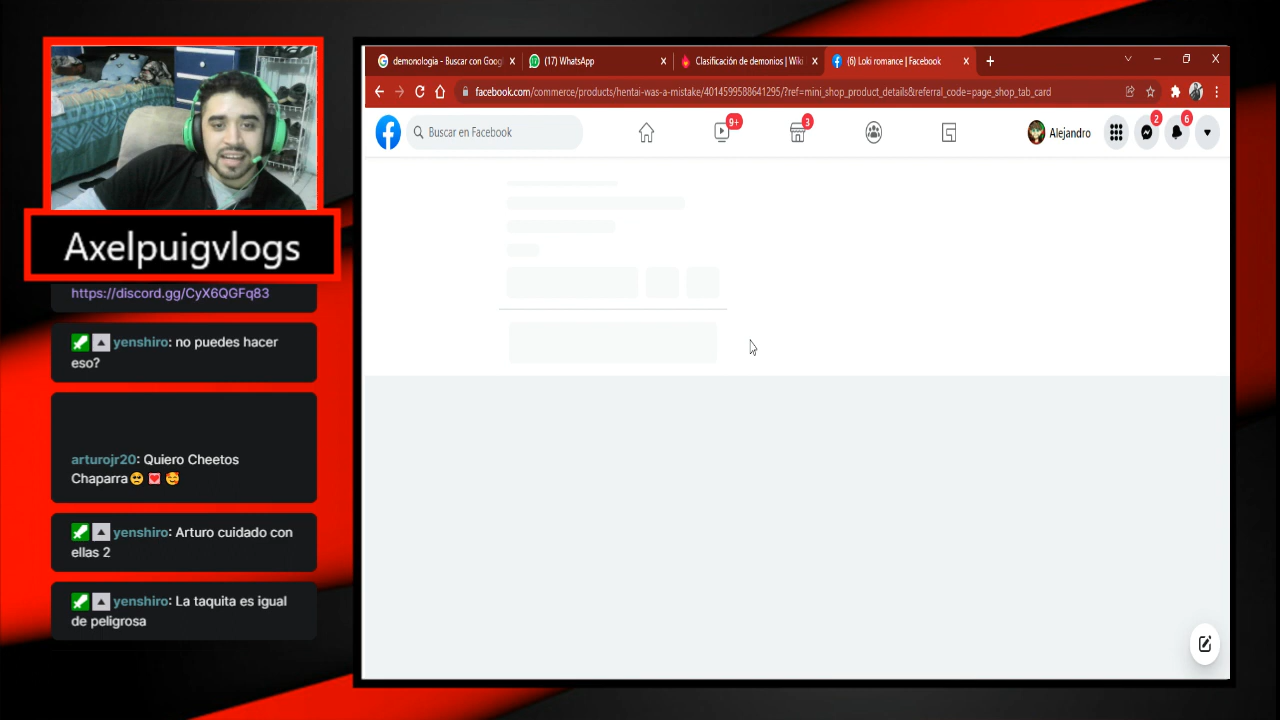 Axelpuigvlogs
https://discord.gg/CyX6QGFq83
yenshiro: no puedes hacer
eso?
arturojr20: Quiero Cheetos
Chaparra🥺 💌 🥰
yenshiro: Arturo cuidado con
ellas 2
yenshiro: La taquita es igual
de peligrosa
demonologia - Buscar con Goog
(17) WhatsApp
Clasificación de demonios | Wiki
(6) Loki romance | Facebook
facebook.com/commerce/products/hentai-was-a-mistake/4014599588641295/?ref=mini_shop_product_details&referral_code=page_shop_tab_card
Buscar en Facebook
9+
3
Alejandro
2
6